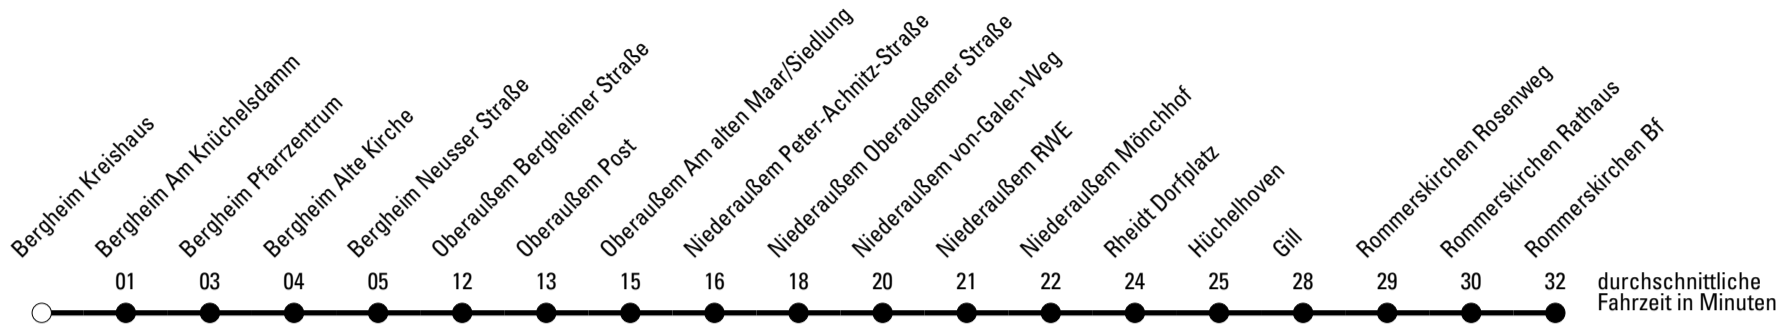 Bergheim Kreishaus
Bergheim Am Knüchelsdamm
Bergheim Pfarrzentrum
Bergheim Alte Kirche
Bergheim Neusser Straße
Oberaußem Bergheimer Straße
Oberaußem Post
Oberaußem Am alten Maar/Siedlung
Niederaußem Peter-Achnitz-Straße
Niederaußem Oberaußemer Straße
Niederaußem von-Galen-Weg
Niederaußem RWE
Niederaußem Mönchhof
Rheidt Dorfplatz
Hüchelhoven
Gill
Rommerskirchen Rosenweg
Rommerskirchen Rathaus
Rommerskirchen Bf
01 03 04 05 12 13 15 16 18 20 21 22 24 25 28 29 30 32 durchschnittliche
Fahrzeit in Minuten